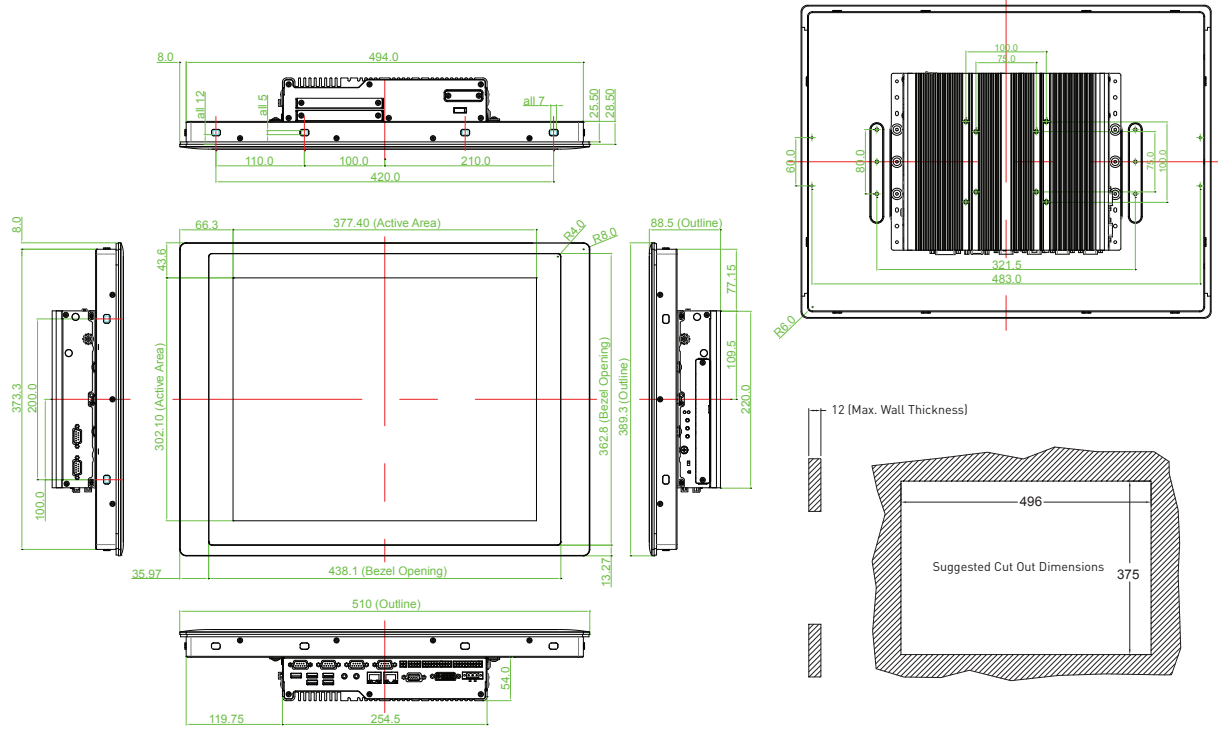 8.0
494.0
all 12
all 5
all 7
25.50
28.50
110.0
100.0
210.0
420.0
100.0
75.0
60.0
80.0
75.0
100.0
321.5
483.0
R6.0
8.0
66.3
377.40 (Active Area)
R4.0
R8.0
43.6
302.10 (Active Area)
362.8 (Bezel Opening)
389.3 (Outline)
35.97
438.1 (Bezel Opening)
13.27
373.3
200.0
100.0
88.5 (Outline)
77.15
109.5
220.0
12 (Max. Wall Thickness)
496
Suggested Cut Out Dimensions
375
510 (Outline)
54.0
119.75
254.5